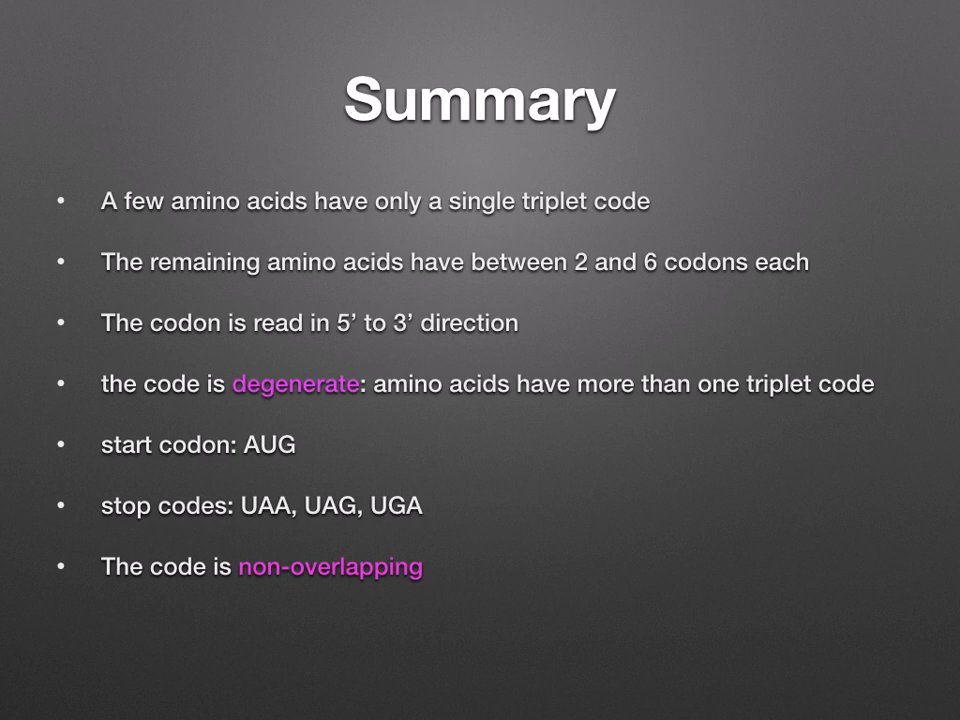 Summary
• A few amino acids have only a single triplet code
• The remaining amino acids have between 2 and 6 codons each
• The codon is read in 5’ to 3’ direction
• the code is degenerate: amino acids have more than one triplet code
• start codon: AUG
• stop codes: UAA, UAG, UGA
• The code is non-overlapping